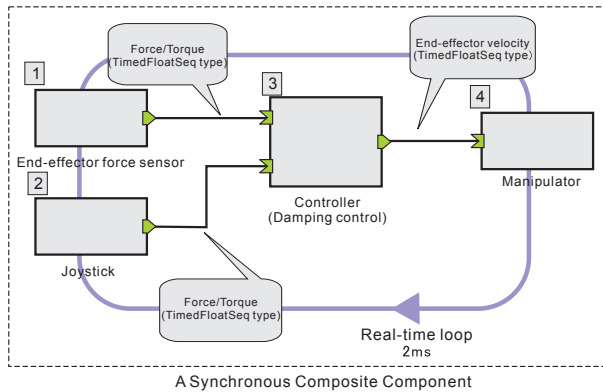 Force/Torque
(TimedFloatSeq type)
End-effector velocity
(TimedFloatSeq type)
1
3
4
End-effector force sensor
2
Controller
(Damping control)
Manipulator
Joystick
Force/Torque
(TimedFloatSeq type)
Real-time loop
2ms
A Synchronous Composite Component